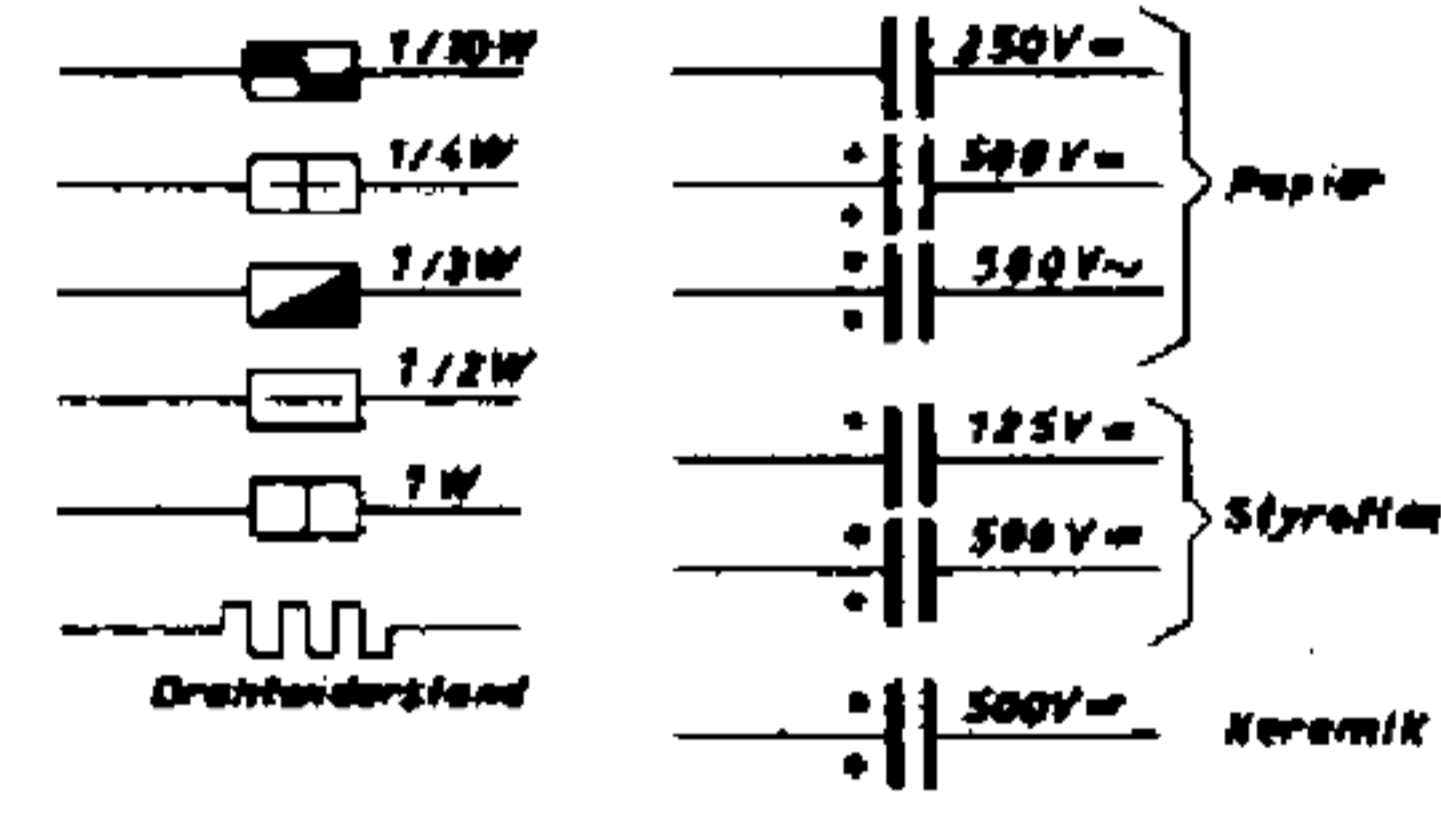 1/10W
1/4W
1/3W
1/2W
1W
Drahtwiderstand
250V=
500V=
500V~
Papier
125V=
500V=
Styroflex
500V=
Keramik